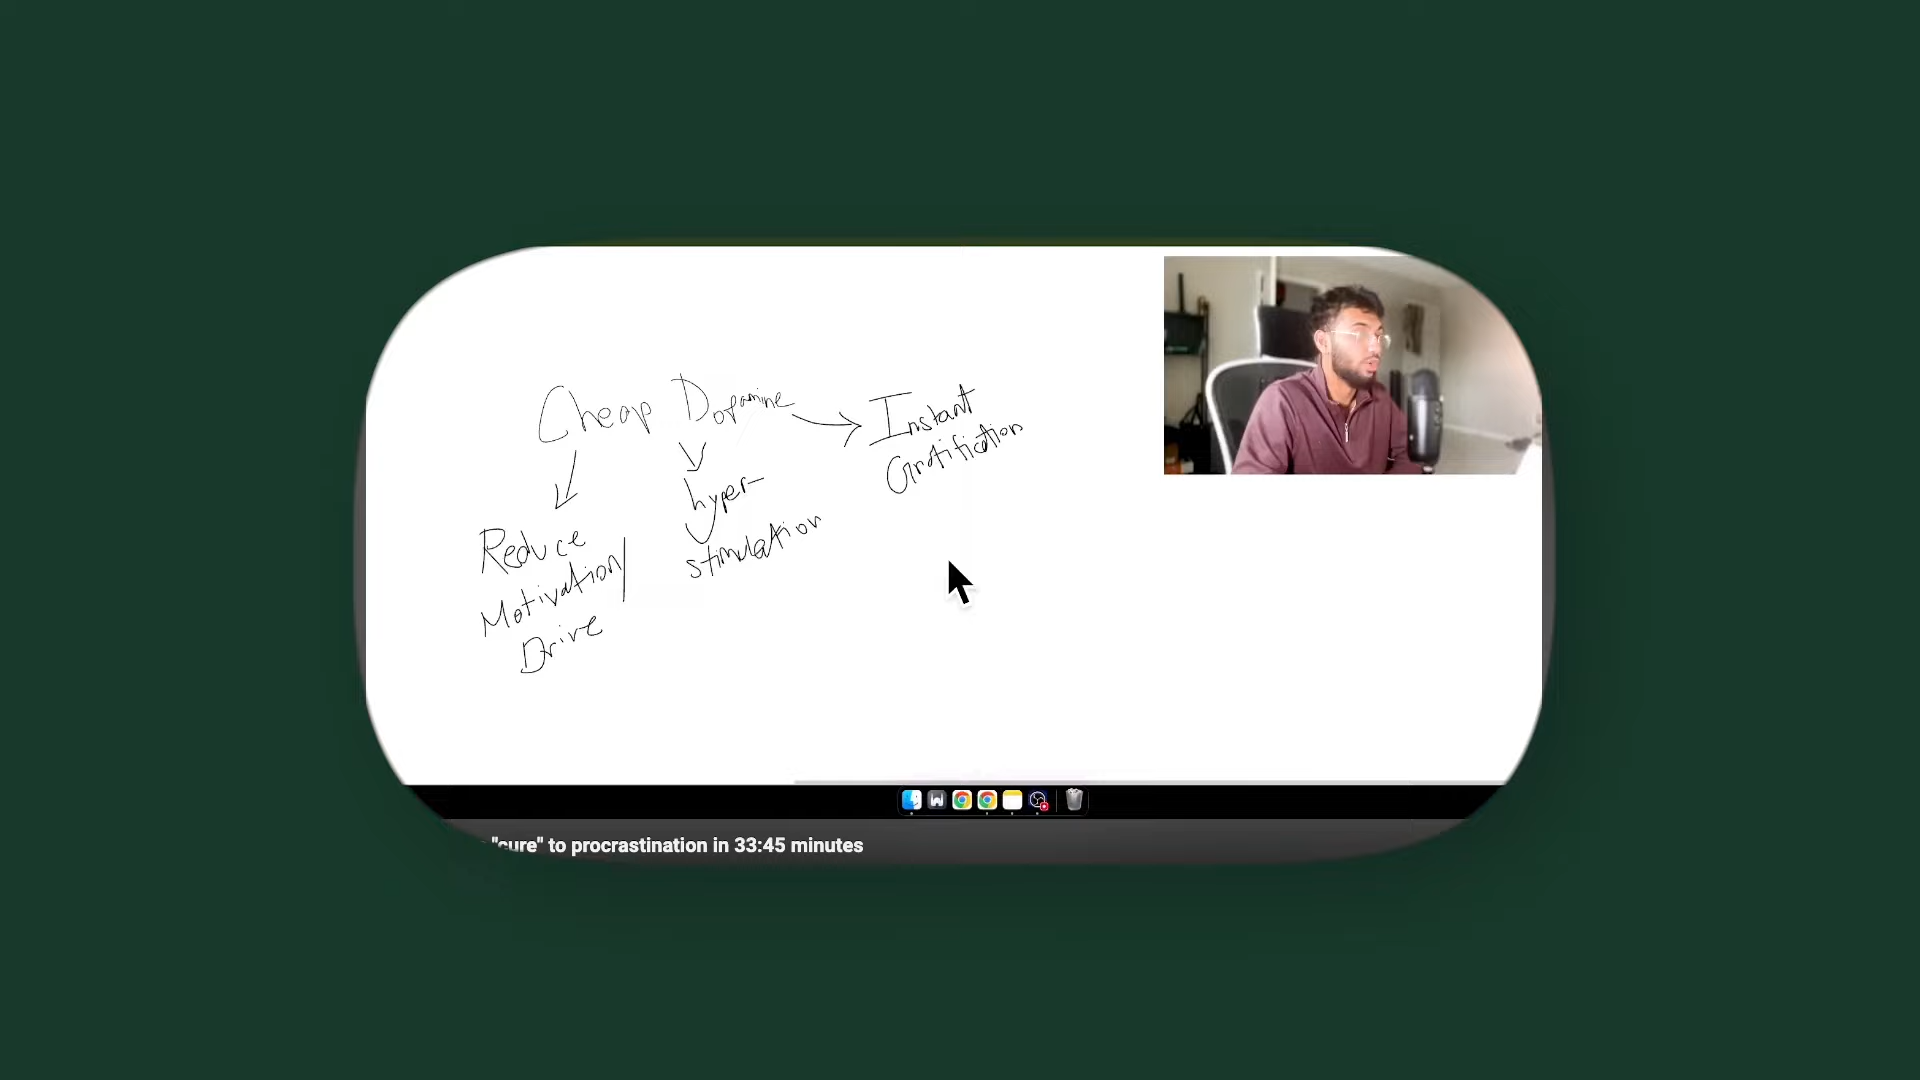 Cheap Dopamine
Instant
Gratification
hyper-
stimulation
Reduce
Motivation/
Drive
"cure" to procrastination in 33:45 minutes